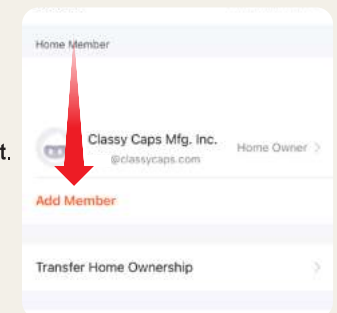 Home Member
Classy Caps Mfg. Inc.
@classycaps.com
Home Owner >
t.
Add Member
Transfer Home Ownership >